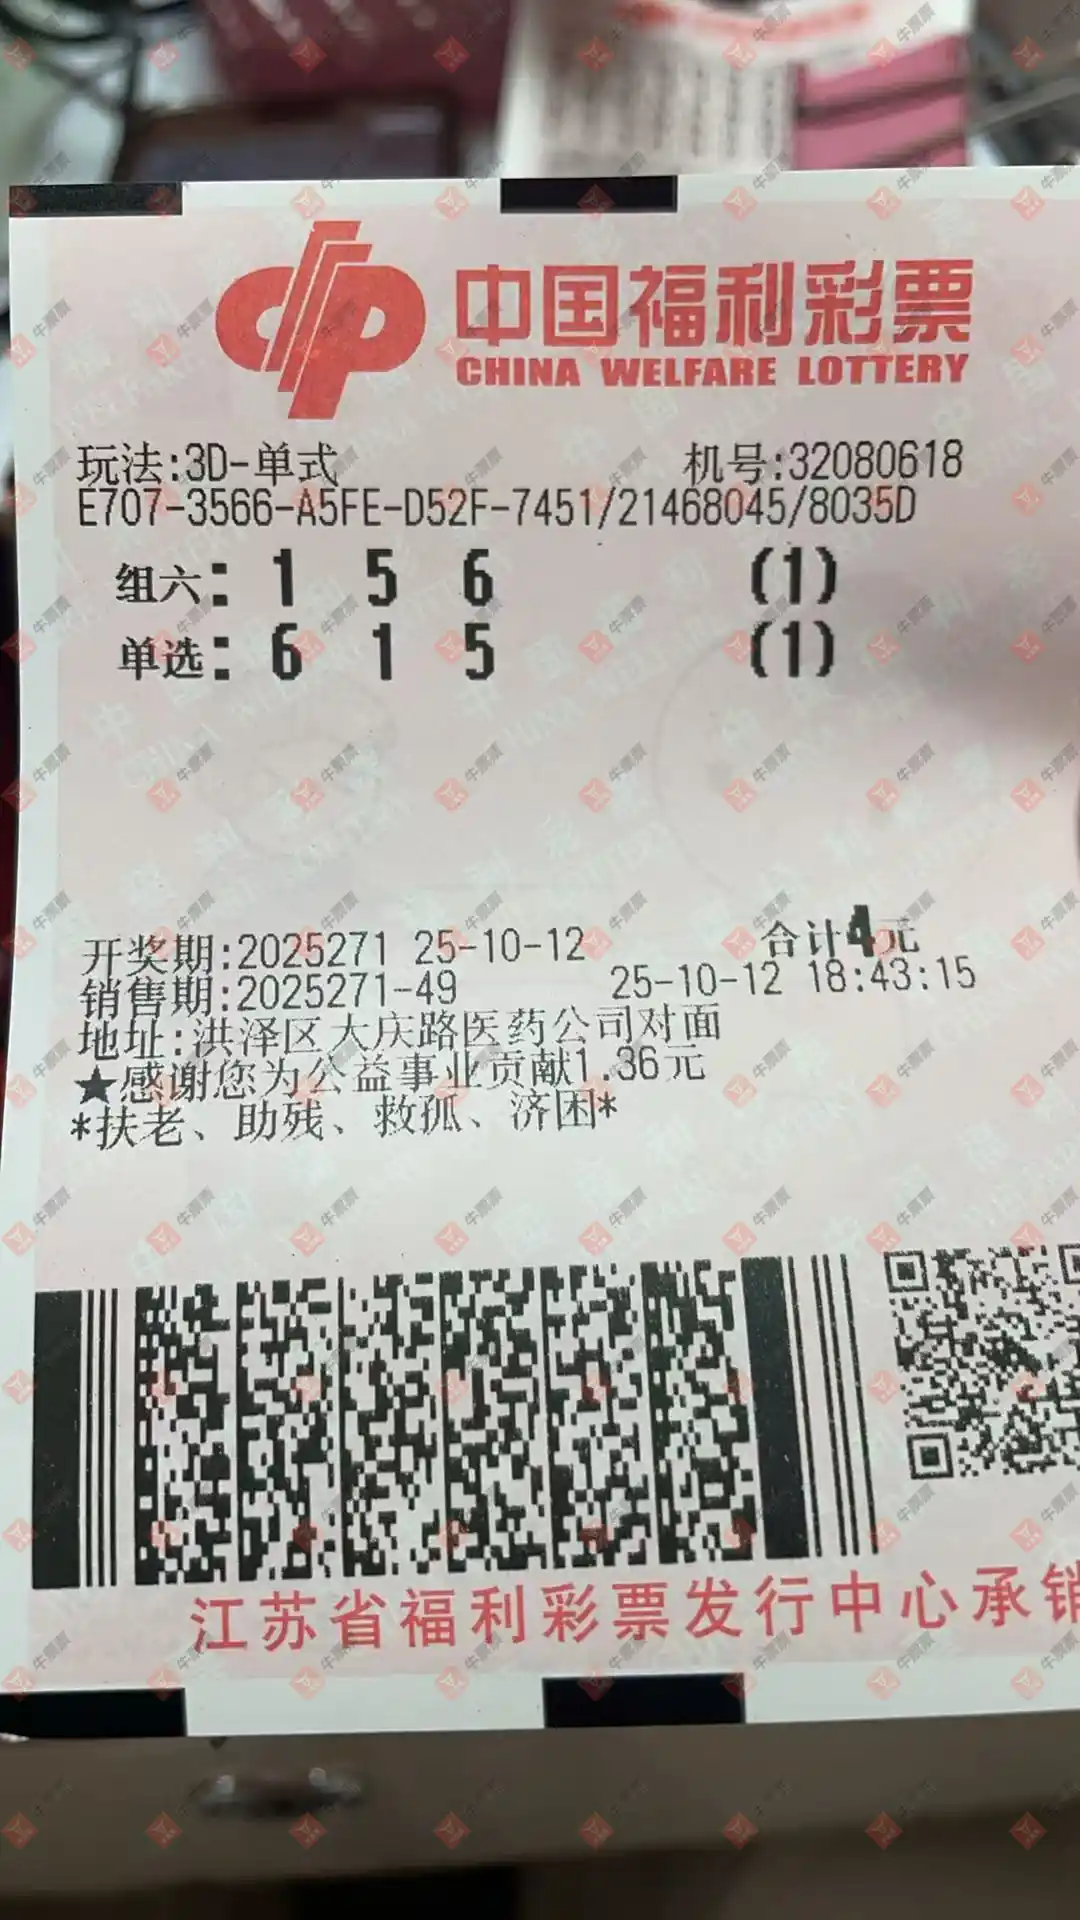 中国福利彩票
CHINA WELFARE LOTTERY
玩法:3D-单式 机号:32080618
E707-3566-A5FE-D52F-7451/21468045/8035D
组六: 1 5 6 (1)
单选: 6 1 5 (1)
开奖期:2025271 25-10-12 合计4元
销售期:2025271-49 25-10-12 18:43:15
地址:洪泽区大庆路医药公司对面
★感谢您为公益事业贡献1.36元
*扶老、助残、救孤、济困*
江苏省福利彩票发行中心承销
牛票票